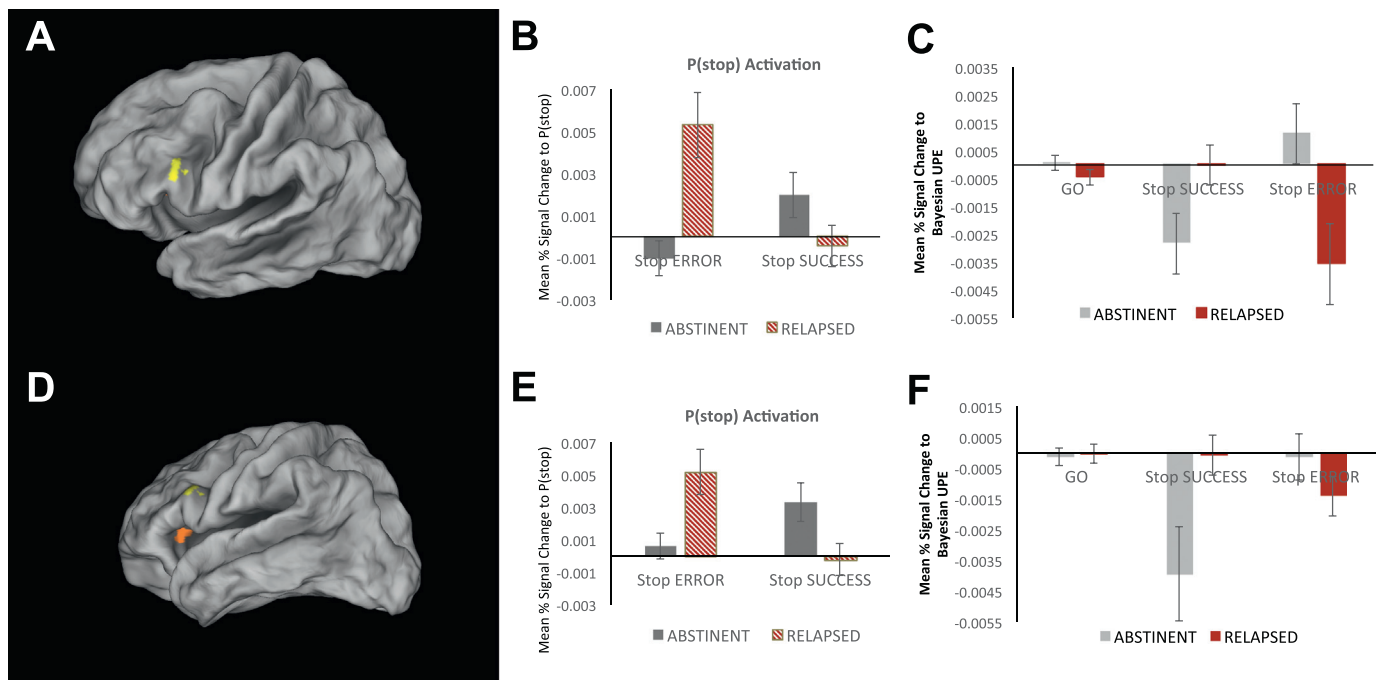 A
B
P(stop) Activation
Mean % Signal Change to P(stop)
0.007
0.005
0.003
0.001
-0.001
-0.003
Stop ERROR
Stop SUCCESS
ABSTINENT
RELAPSED
C
Mean % Signal Change to
Bayesian UPE
0.0035
0.0025
0.0015
0.0005
-0.0005
-0.0015
-0.0025
-0.0035
-0.0045
-0.0055
GO
Stop SUCCESS
Stop ERROR
ABSTINENT
RELAPSED
D
E
P(stop) Activation
Mean % Signal Change to P(stop)
0.007
0.005
0.003
0.001
-0.001
-0.003
Stop ERROR
Stop SUCCESS
ABSTINENT
RELAPSED
F
Mean % Signal Change to
Bayesian UPE
0.0015
0.0005
-0.0005
-0.0015
-0.0025
-0.0035
-0.0045
-0.0055
GO
Stop SUCCESS
Stop ERROR
ABSTINENT
RELAPSED